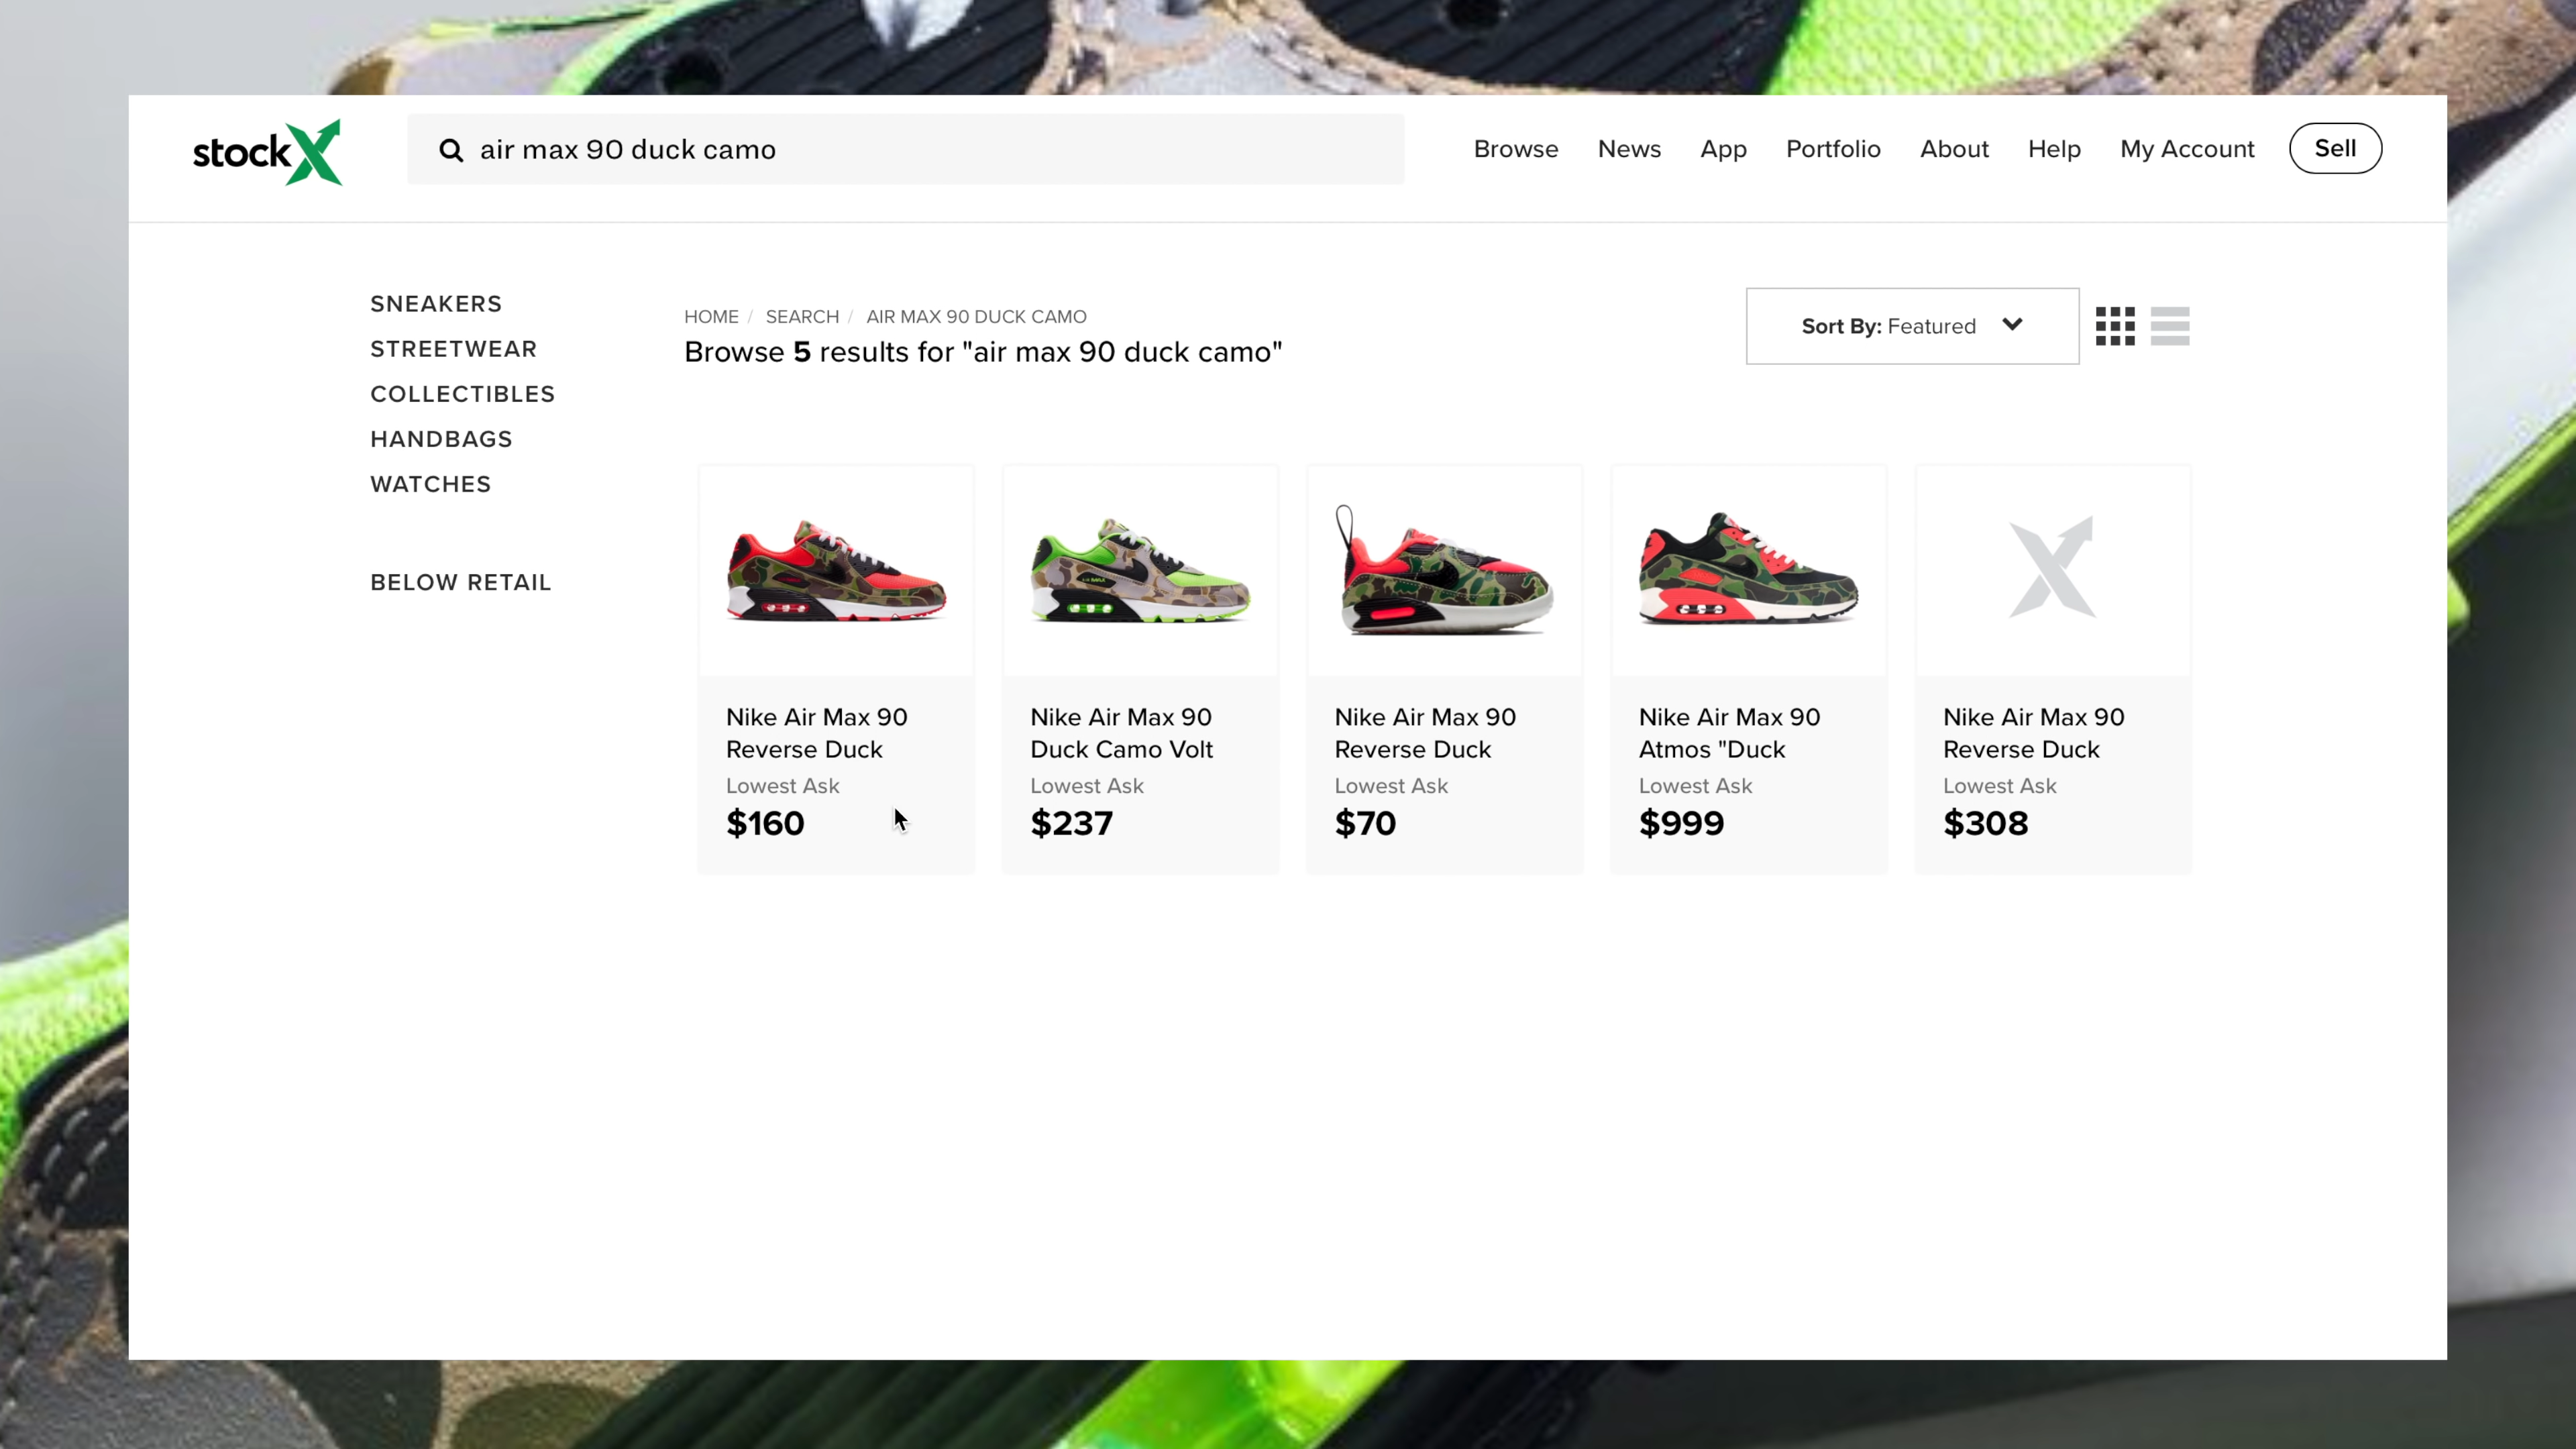 stockX
air max 90 duck camo
Browse
News
App
Portfolio
About
Help
My Account
Sell
SNEAKERS
STREETWEAR
COLLECTIBLES
HANDBAGS
WATCHES
BELOW RETAIL
HOME / SEARCH / AIR MAX 90 DUCK CAMO
Browse 5 results for "air max 90 duck camo"
Sort By: Featured
Nike Air Max 90
Reverse Duck
Lowest Ask
$160
Nike Air Max 90
Duck Camo Volt
Lowest Ask
$237
Nike Air Max 90
Reverse Duck
Lowest Ask
$70
Nike Air Max 90
Atmos "Duck
Lowest Ask
$999
Nike Air Max 90
Reverse Duck
Lowest Ask
$308